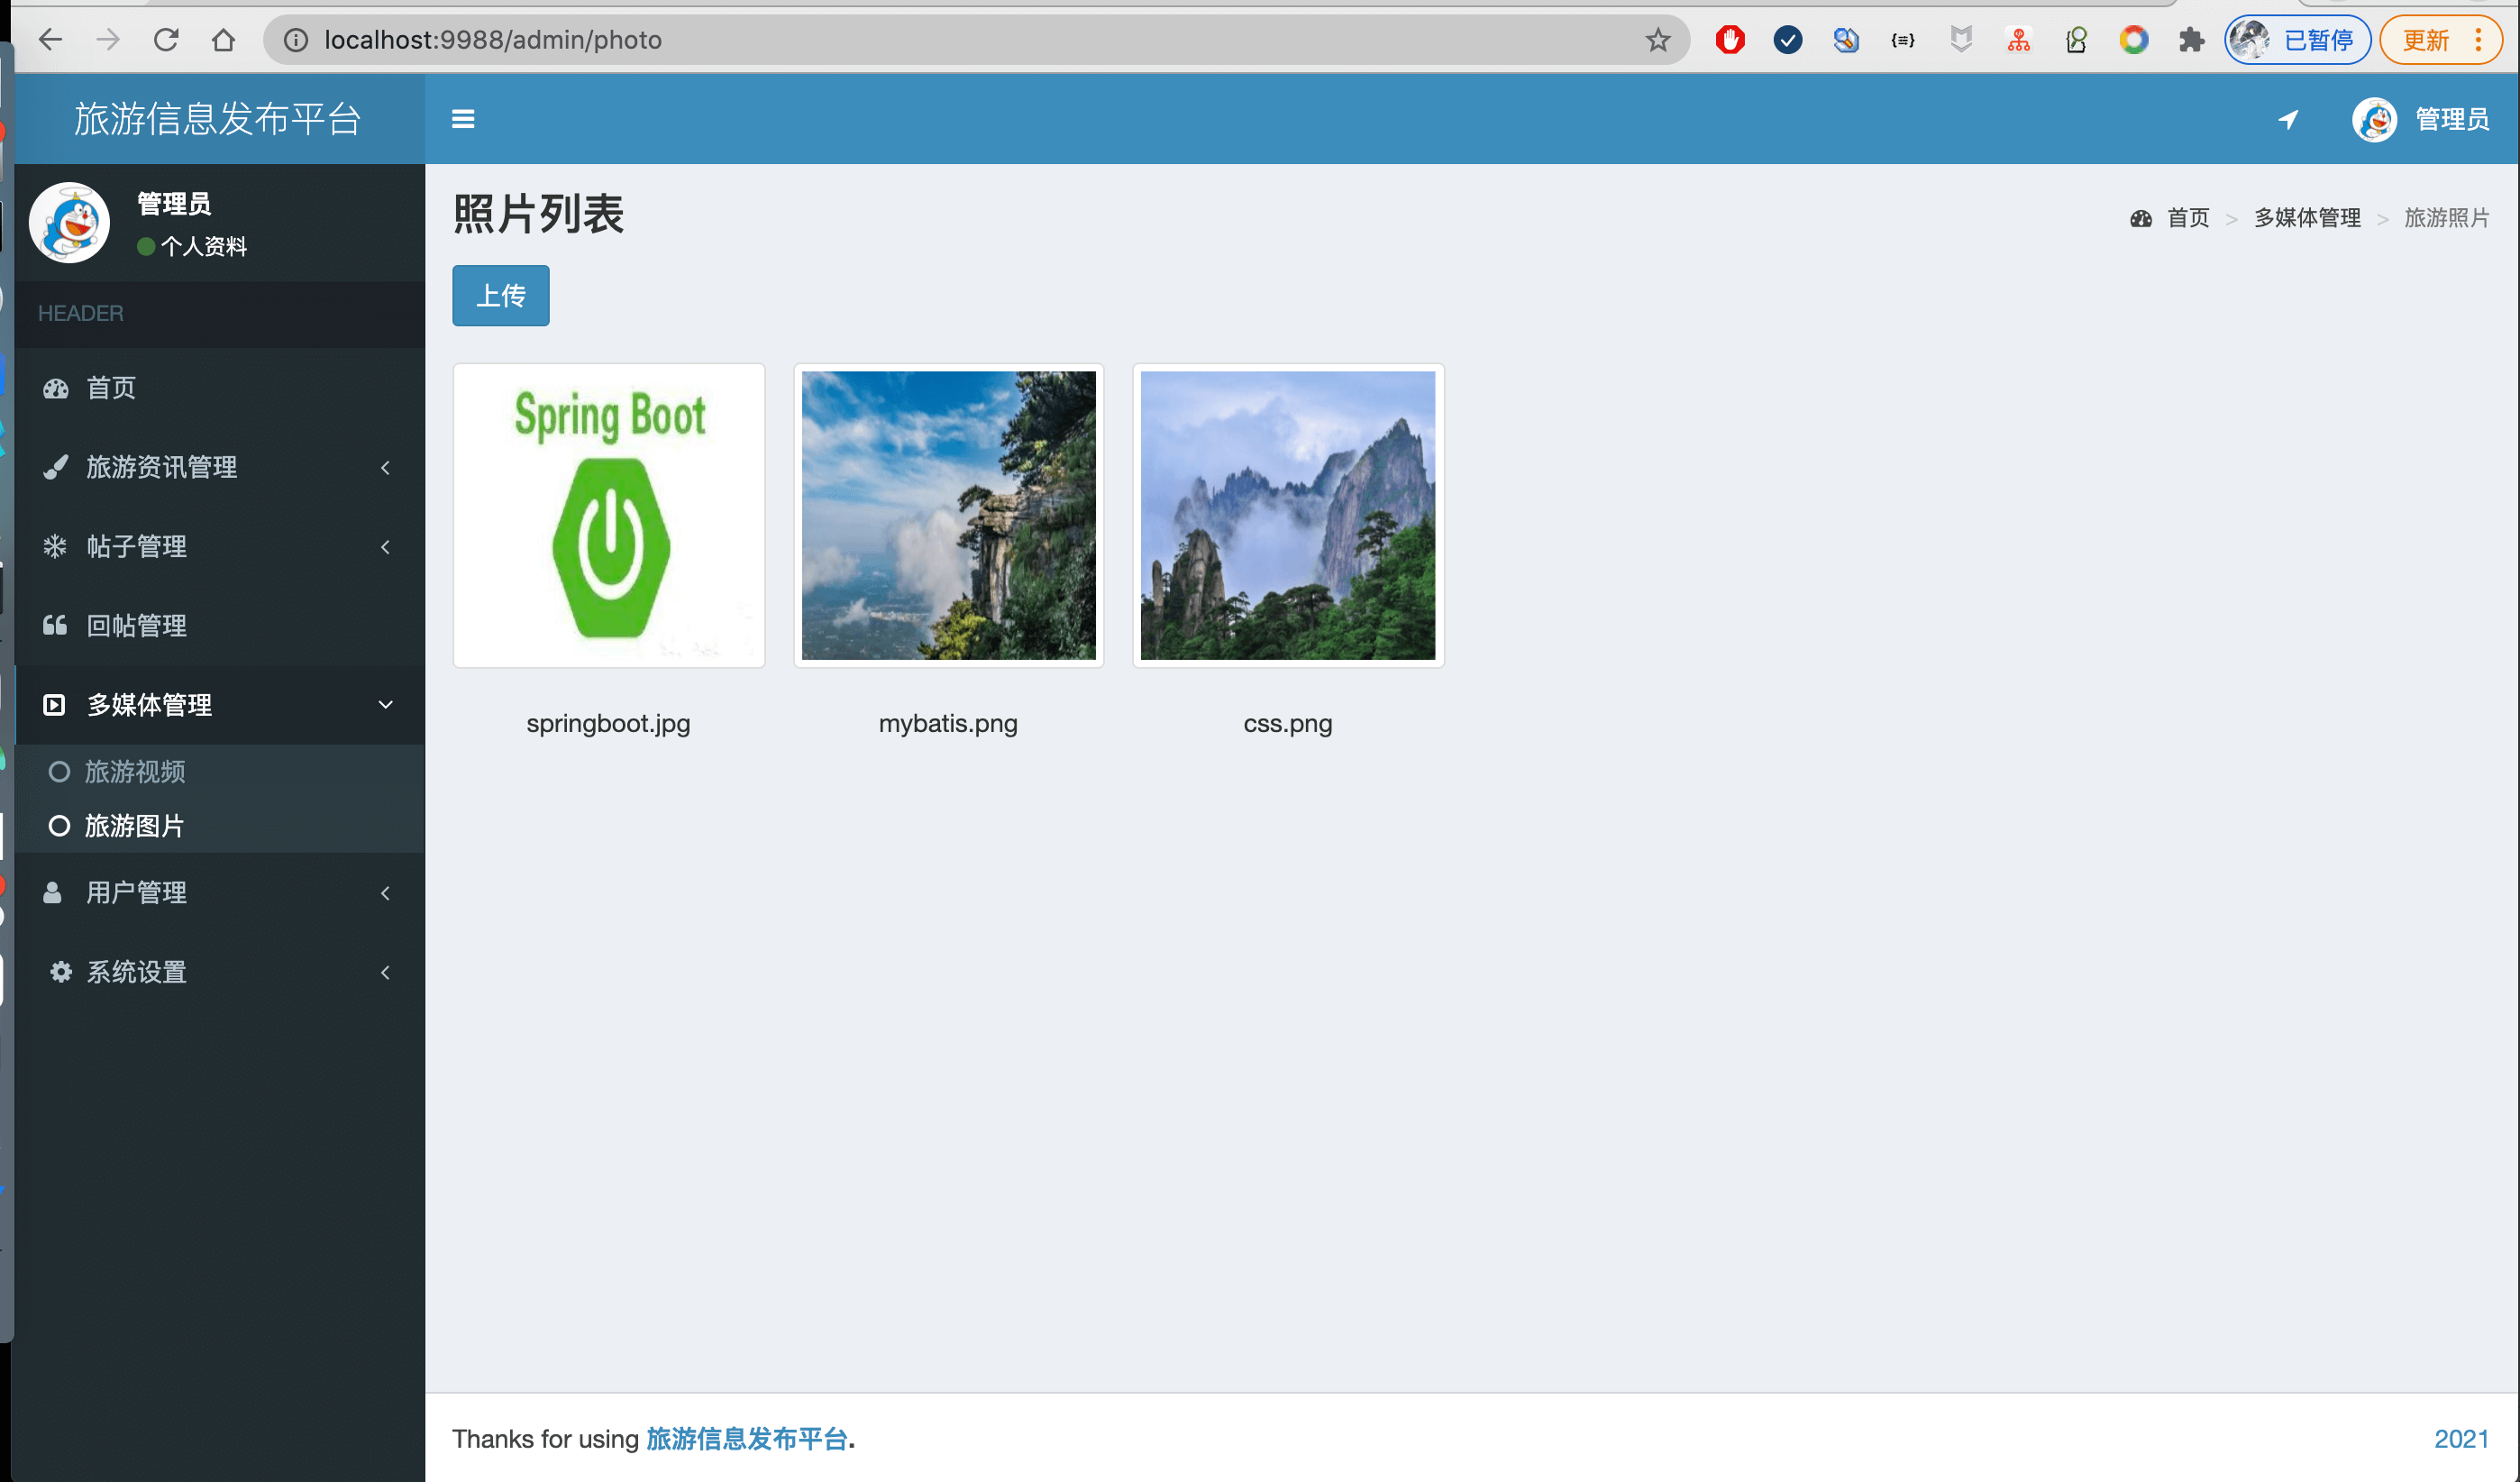 localhost:9988/admin/photo
已暂停
更新
旅游信息发布平台
管理员
管理员
个人资料
HEADER
首页
旅游资讯管理
帖子管理
回帖管理
多媒体管理
旅游视频
旅游图片
用户管理
系统设置
照片列表
首页 > 多媒体管理 > 旅游照片
上传
Spring Boot
springboot.jpg
mybatis.png
css.png
Thanks for using 旅游信息发布平台.
2021